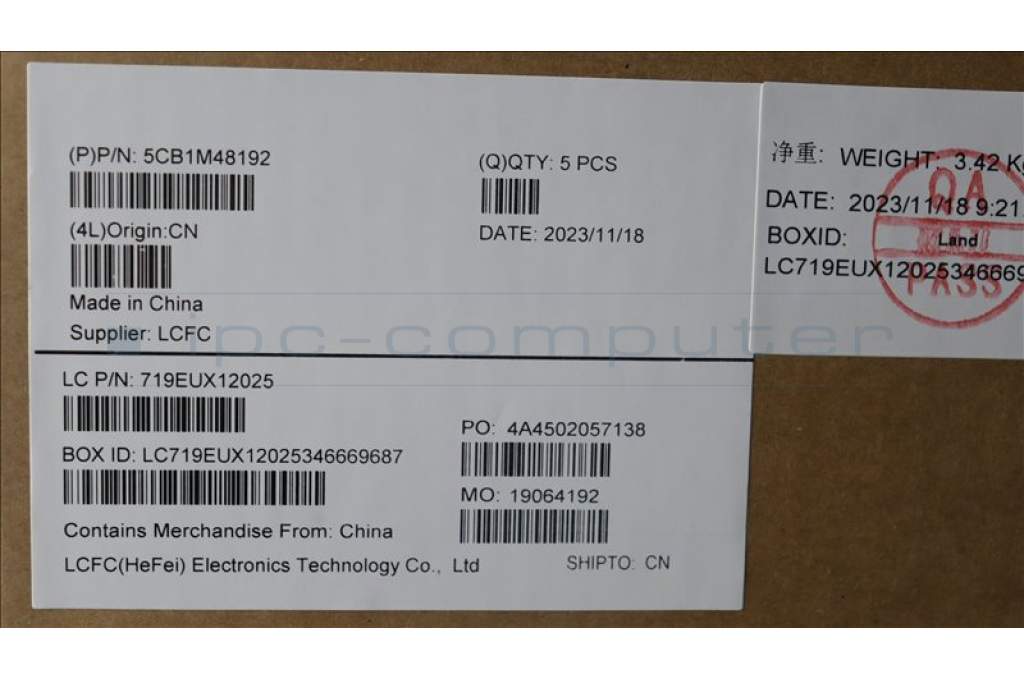 (P)P/N: 5CB1M48192
(Q)QTY: 5 PCS
(4L)Origin:CN
DATE: 2023/11/18
Made in China
Supplier: LCFC
LC P/N: 719EUX12025
PO: 4A4502057138
BOX ID: LC719EUX12025346669687
MO: 19064192
Contains Merchandise From: China
LCFC(HeFei) Electronics Technology Co., Ltd
SHIPTO: CN
净重: WEIGHT: 3.42 Kg
DATE: 2023/11/18 9:21
BOXID:
LC719EUX12025346669
QA
Land
PASS
ipc-computer